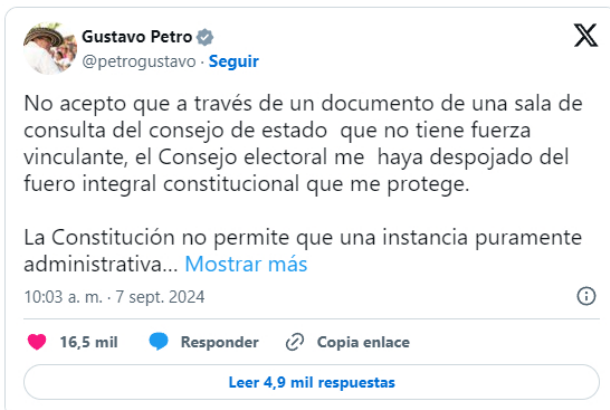 Gustavo Petro
@petrogustavo · Seguir
No acepto que a través de un documento de una sala de
consulta del consejo de estado  que no tiene fuerza
vinculante, el Consejo electoral me  haya despojado del
fuero integral constitucional que me protege.
La Constitución no permite que una instancia puramente
administrativa... Mostrar más
10:03 a. m. · 7 sept. 2024
16,5 mil Responder Copia enlace
Leer 4,9 mil respuestas